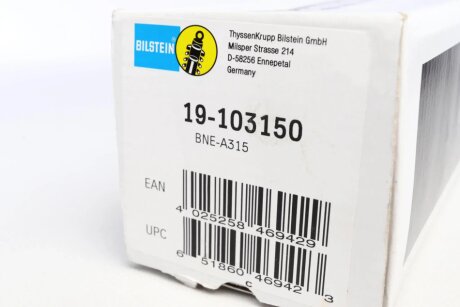 BILSTEIN
ThyssenKrupp Bilstein GmbH
Milsper Strasse 214
D-58256 Ennepetal
Germany
19-103150
BNE-A315
EAN
4 025258 469429
UPC
6 51860 46942 3
c